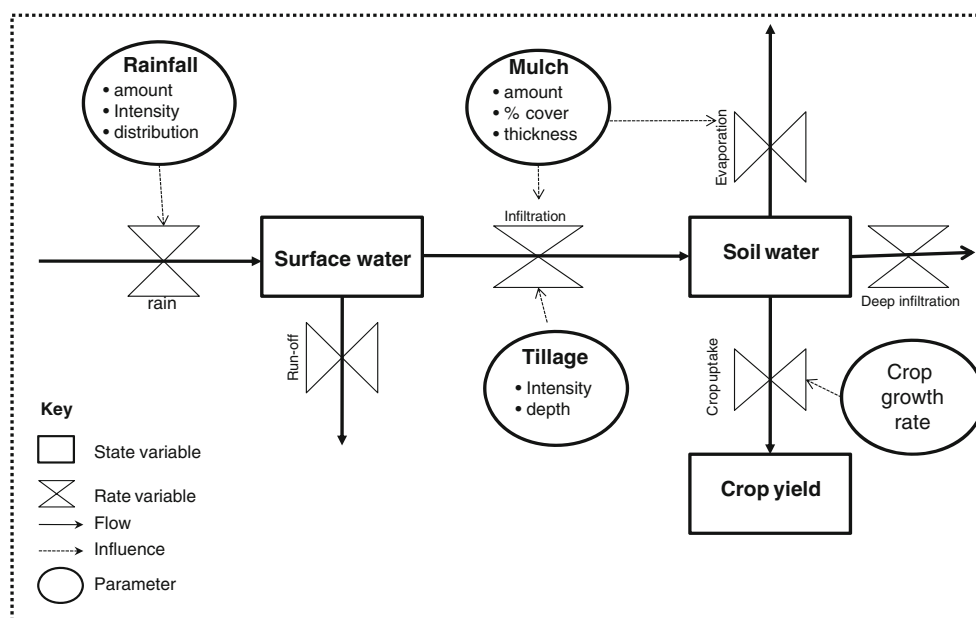 Rainfall
• amount
• Intensity
• distribution
Mulch
• amount
• % cover
• thickness
Evaporation
Infiltration
rain
Surface water
Soil water
Deep infiltration
Run-off
Tillage
• Intensity
• depth
Crop uptake
Crop
growth
rate
Crop yield
Key
State variable
Rate variable
Flow
Influence
Parameter